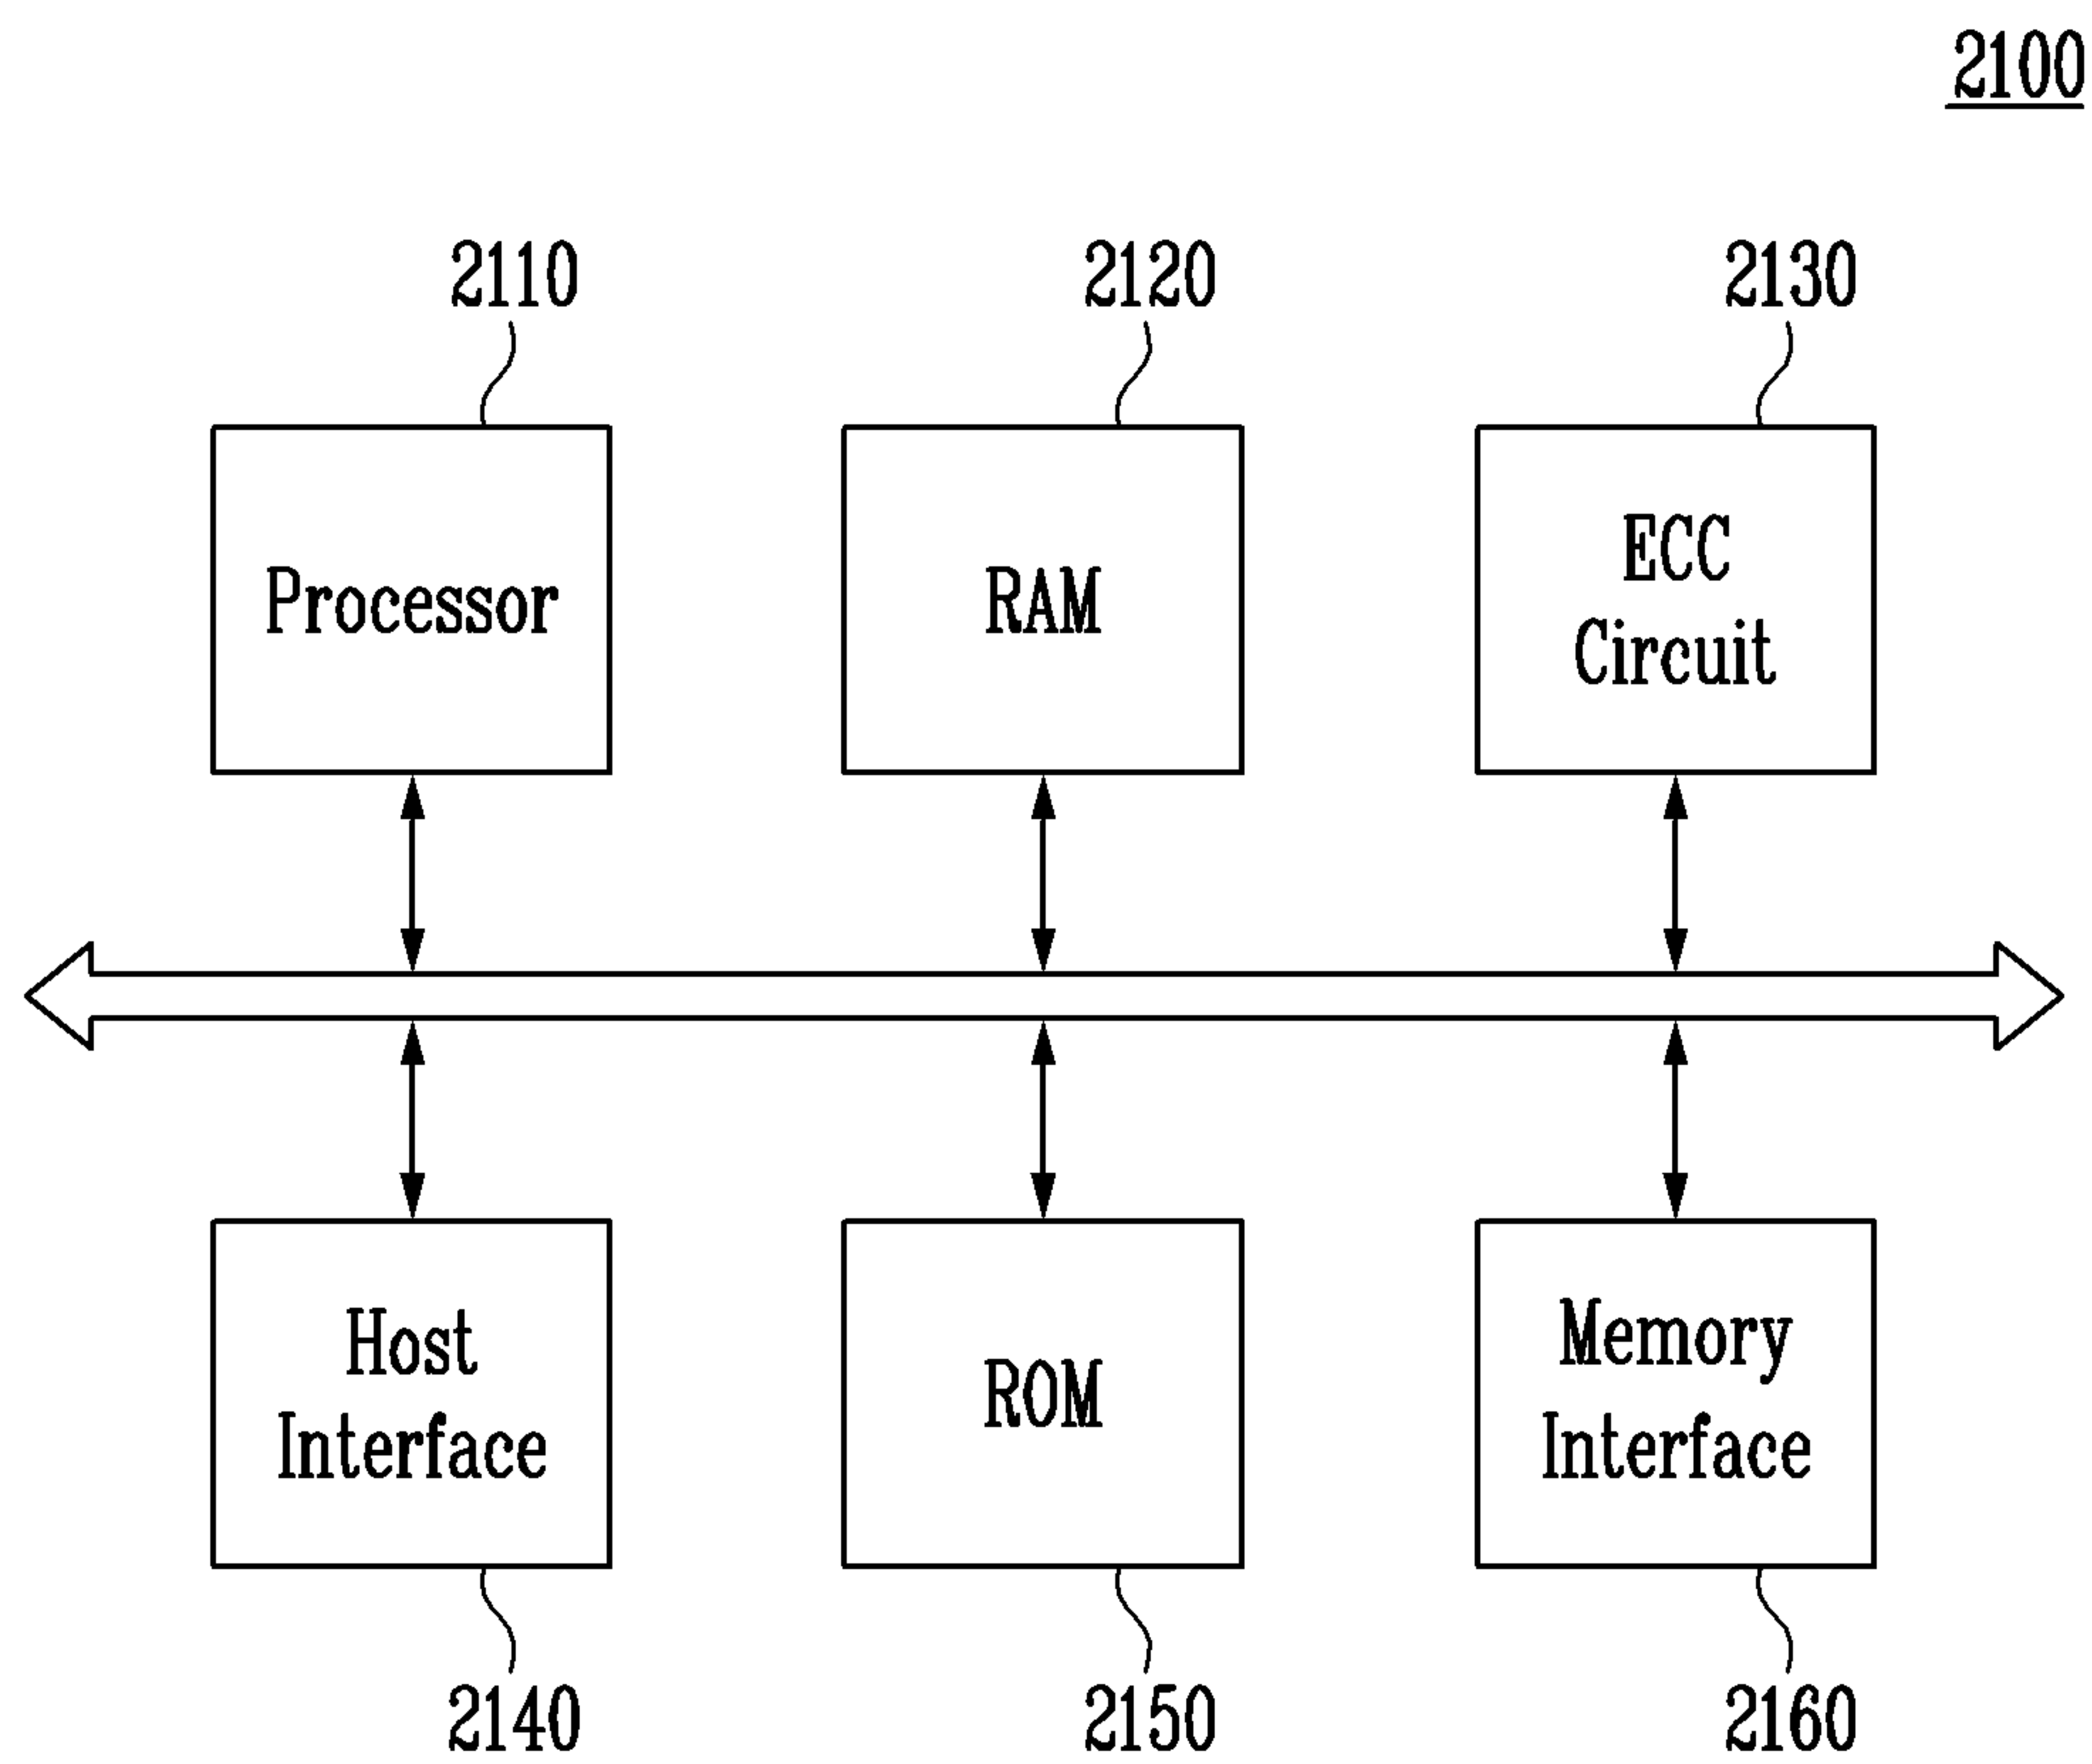 2100
2110
2120
2130
Processor
RAM
ECC
Circuit
Host
Interface
ROM
Memory
Interface
2140
2150
2160